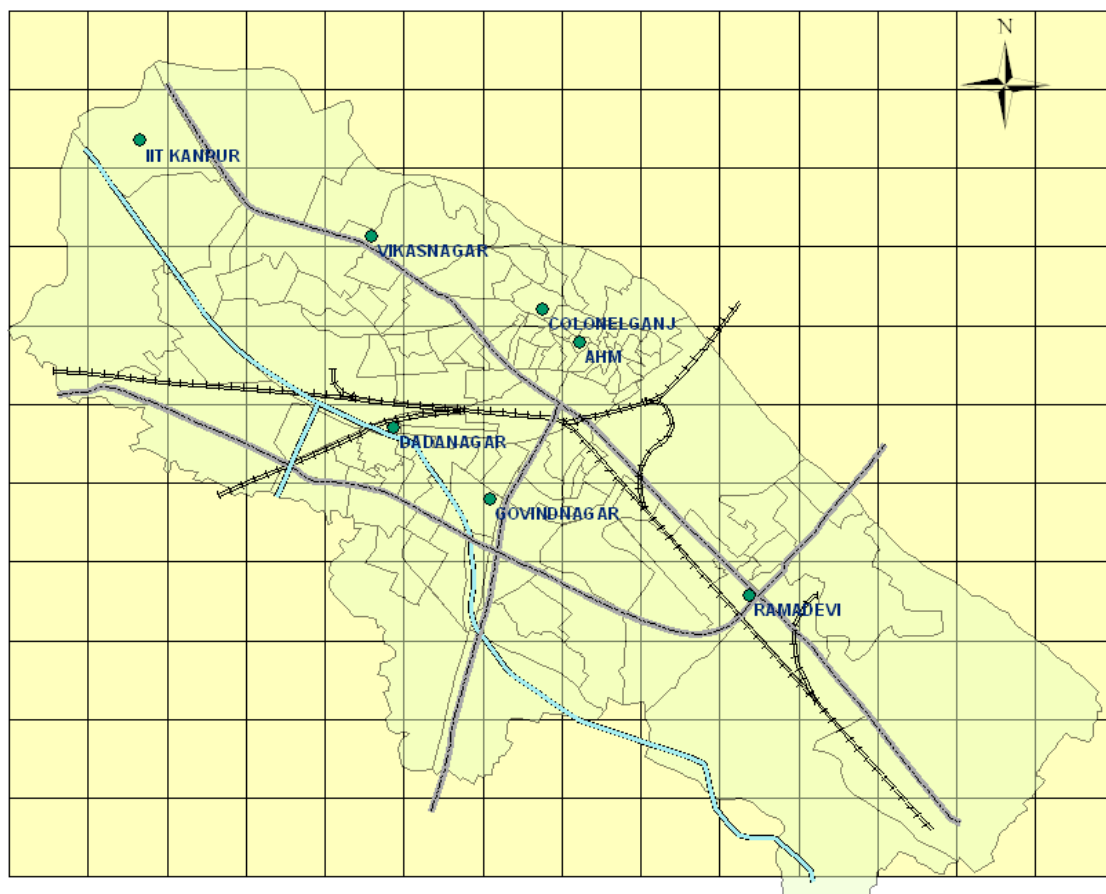 N
IIT KANPUR
VIKASNAGAR
COLONELGANJ
AHM
DADANAGAR
GOVINDNAGAR
RAMADEVI